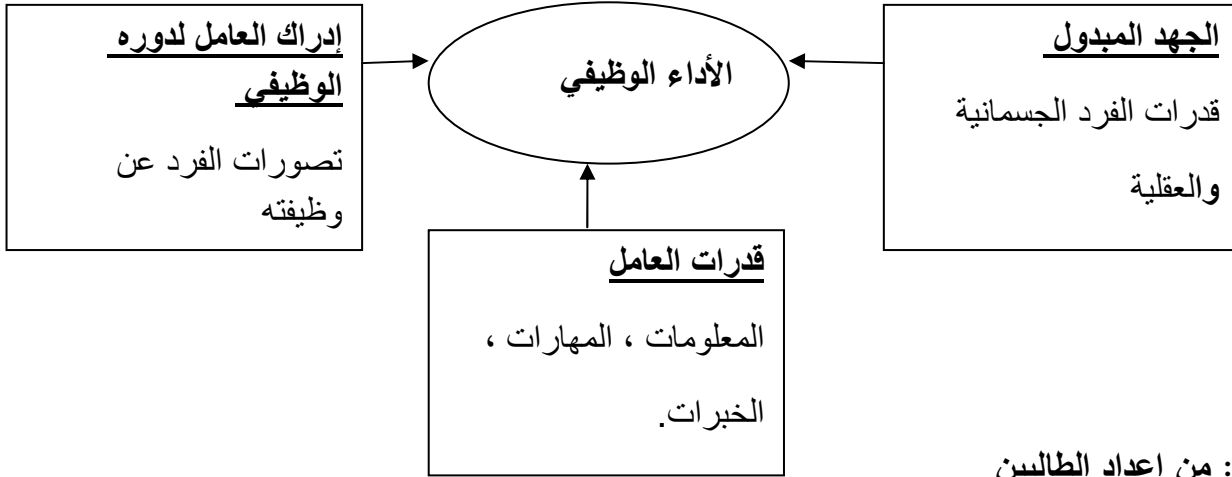 الجهد المبدول
قدرات الفرد الجسمانية
والعقلية
الأداء الوظيفي
إدراك العامل لدوره
الوظيفي
تصورات الفرد عن
وظيفته
قدرات العامل
المعلومات ، المهارات ،
الخبرات.
: من إعداد الطالبين